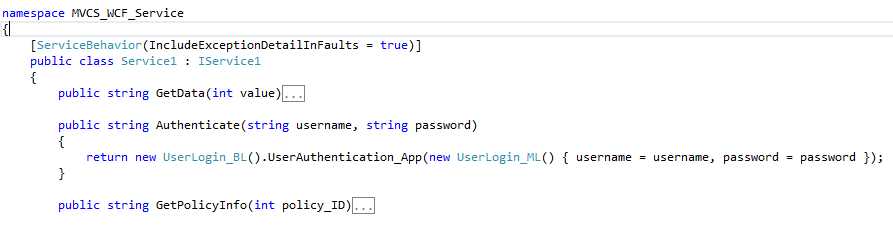 namespace MVCS_WCF_Service
{
[ServiceBehavior(IncludeExceptionDetailInFaults = true)]
public class Service1 : IService1
{
public string GetData(int value)...
public string Authenticate(string username, string password)
{
return new UserLogin_BL().UserAuthentication_App(new UserLogin_ML() { username = username, password = password });
}
public string GetPolicyInfo(int policy_ID)...